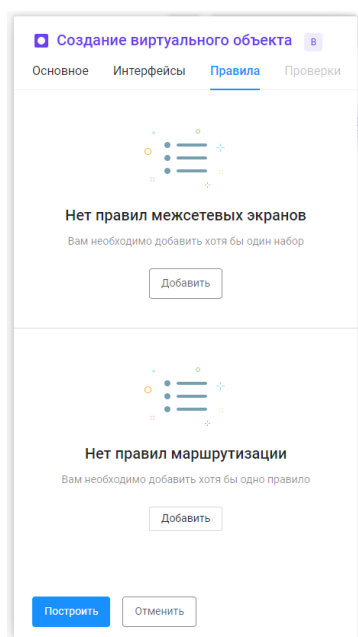 Создание виртуального объекта B
Основное Интерфейсы Правила Проверки
Нет правил межсетевых экранов
Вам необходимо добавить хотя бы один набор
Добавить
Нет правил маршрутизации
Вам необходимо добавить хотя бы одно правило
Добавить
Построить Отменить